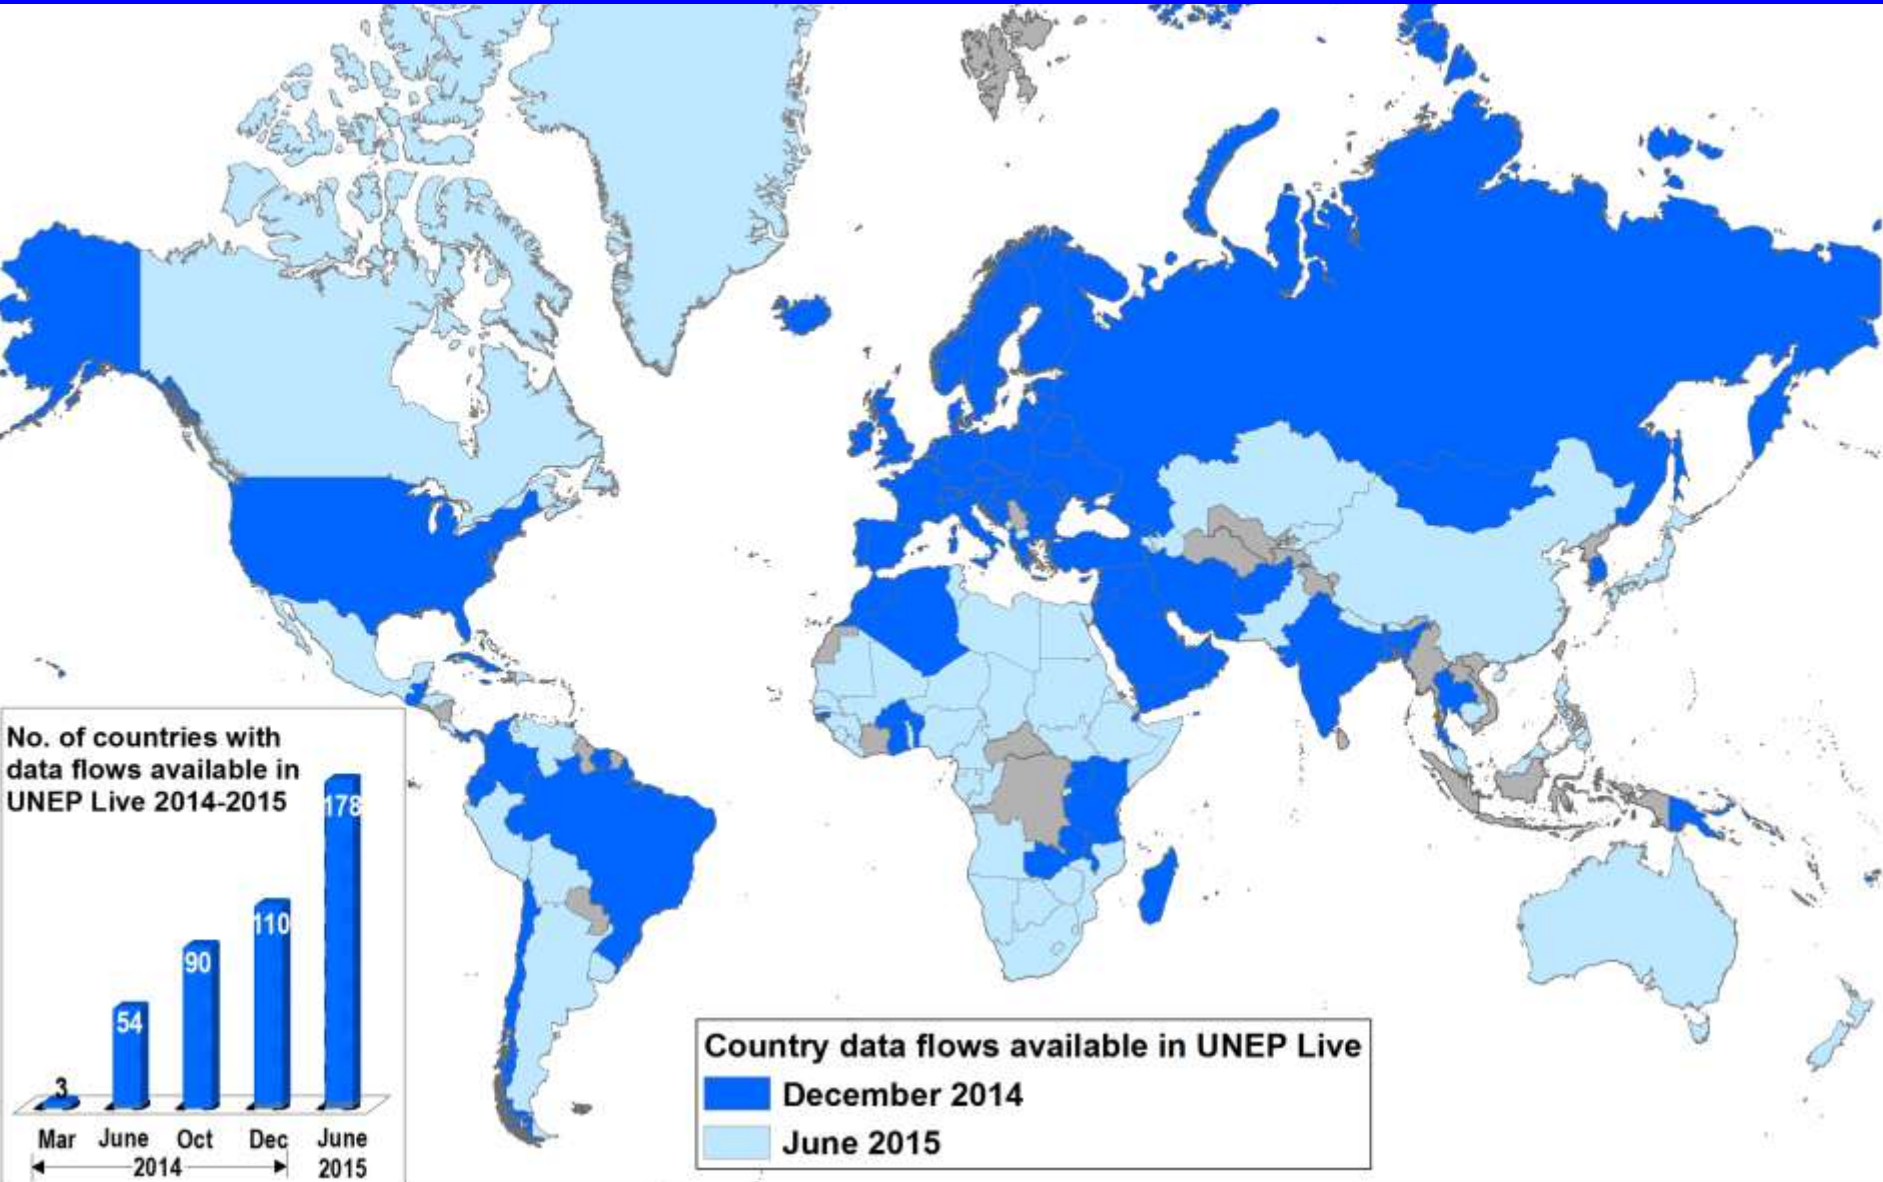 No. of countries with
data flows available in
UNEP Live 2014-2015
178
110
90
54
3
Mar June Oct Dec June
2014 2015
Country data flows available in UNEP Live
December 2014
June 2015